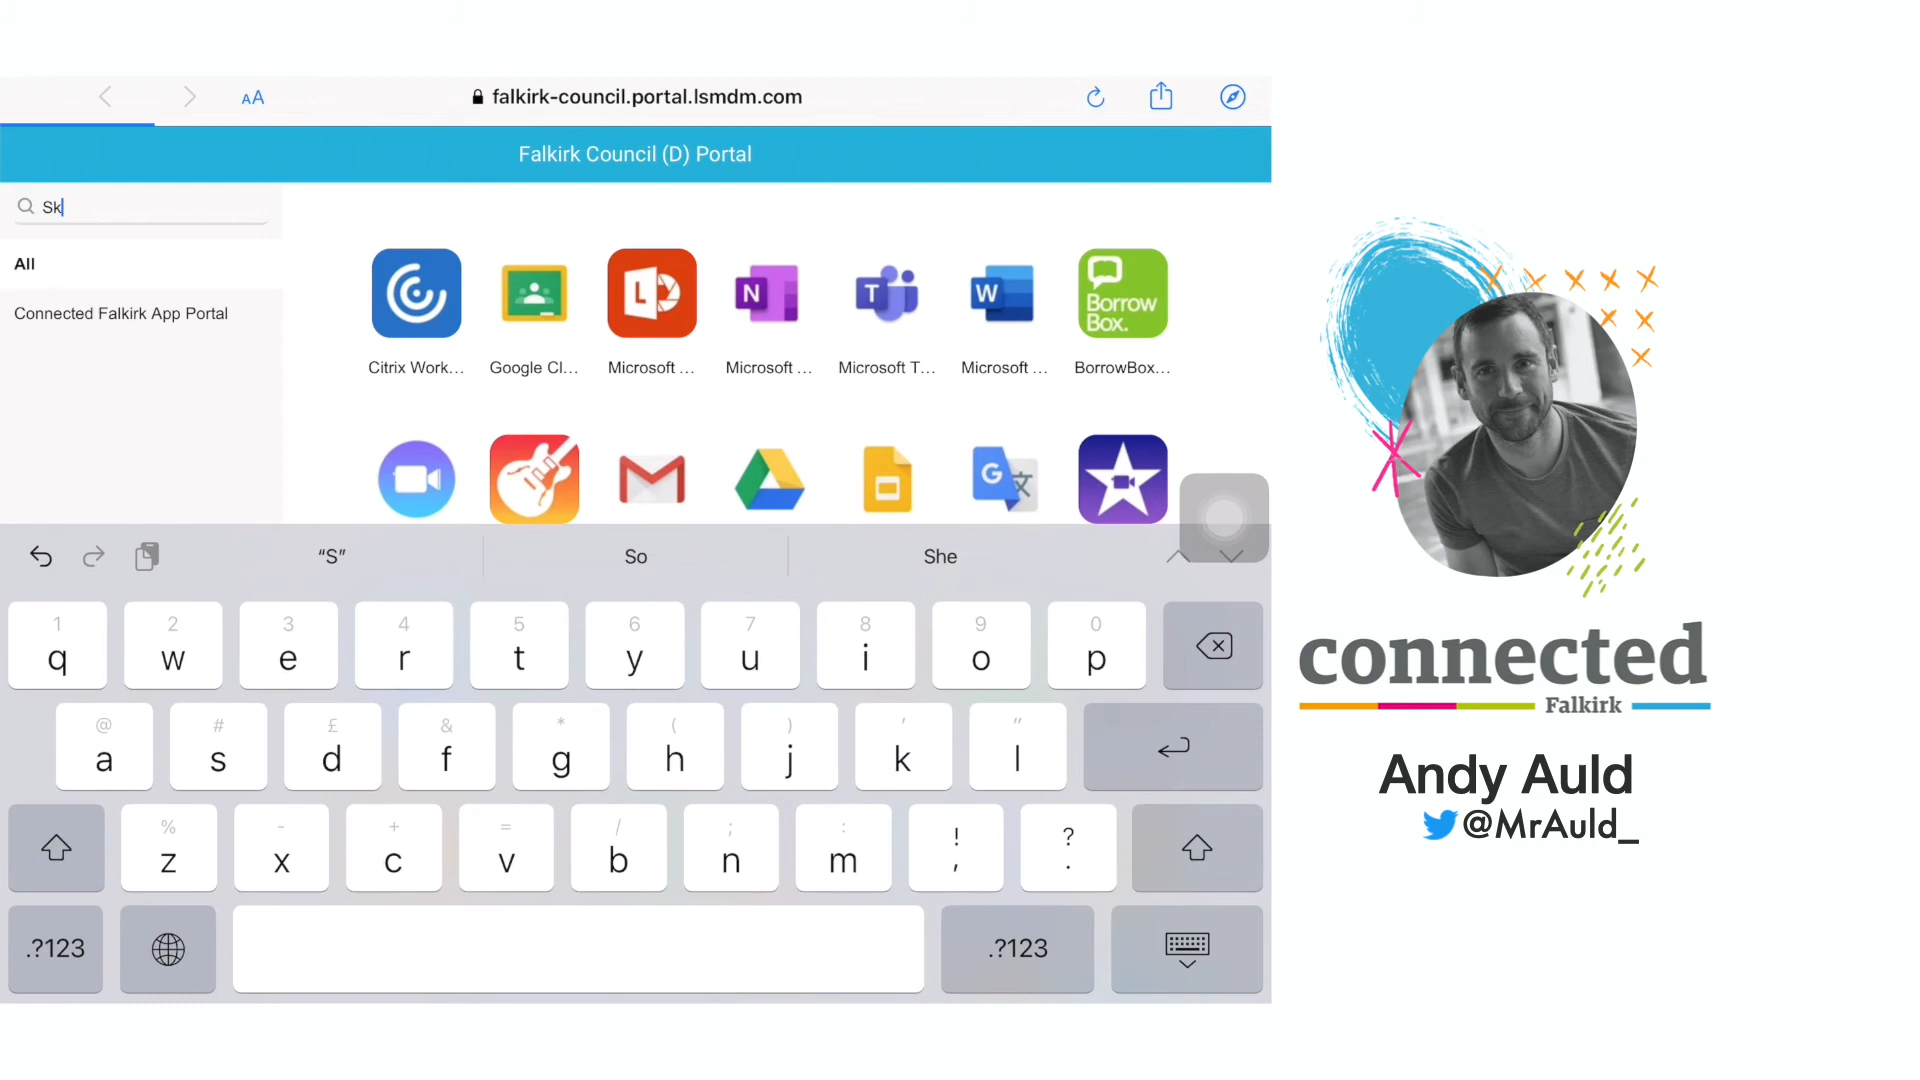 AA
falkirk-council.portal.lsmdm.com
Falkirk Council (D) Portal
Sk
All
Connected Falkirk App Portal
L
N
T
W
Borrow
Box.
Citrix Work...
Google Cl...
Microsoft ...
Microsoft ...
Microsoft T...
Microsoft ...
BorrowBox...
G 文
“S”
So
She
1 2 3 4 5 6 7 8 9 0
q w e r t y u i o p
@ # £ & * ( ) ' "
a s d f g h j k l
% - + = / ; : ! ?
z x c v b n m , .
.?123
.?123
connected
Falkirk
Andy Auld
@MrAuld_